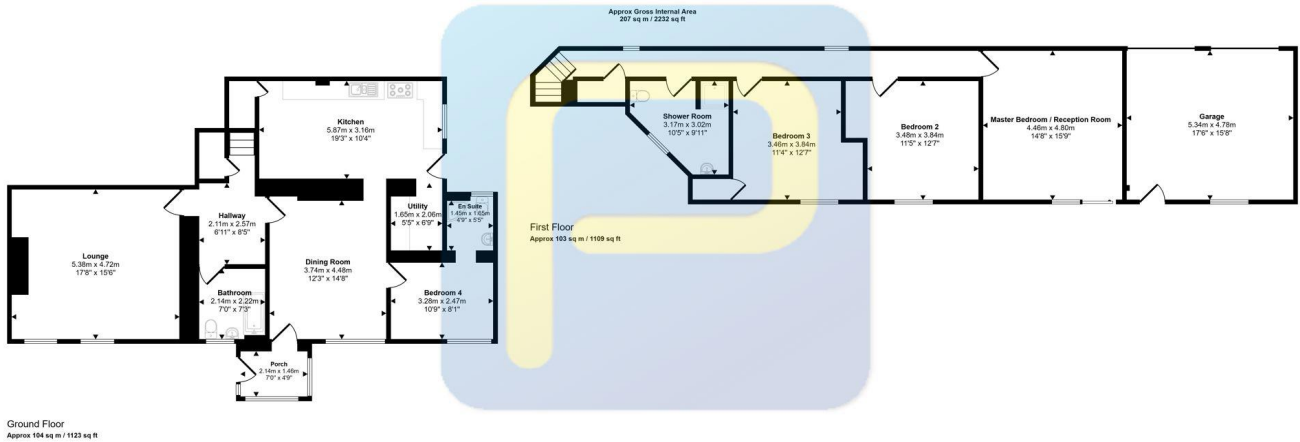 Approx Gross Internal Area
207 sq m / 2232 sq ft
Kitchen
5.87m x 3.16m
19'3" x 10'4"
Lounge
5.38m x 4.72m
17'8" x 15'6"
Hallway
2.11m x 2.57m
6'11" x 8'5"
Bathroom
2.14m x 2.22m
7'0" x 7'3"
Dining Room
3.74m x 4.48m
12'3" x 14'8"
Utility
1.65m x 2.06m
5'5" x 6'9"
En Suite
1.45m x 1.65m
4'9" x 5'5"
Bedroom 4
3.28m x 2.47m
10'9" x 8'1"
Porch
2.14m x 1.46m
7'0" x 4'9"
Ground Floor
Approx 104 sq m / 1123 sq ft
Shower Room
3.17m x 3.02m
10'5" x 9'11"
Bedroom 3
3.46m x 3.84m
11'4" x 12'7"
Bedroom 2
3.48m x 3.84m
11'5" x 12'7"
Master Bedroom / Reception Room
4.46m x 4.80m
14'8" x 15'9"
Garage
5.34m x 4.78m
17'6" x 15'8"
First Floor
Approx 103 sq m / 1109 sq ft